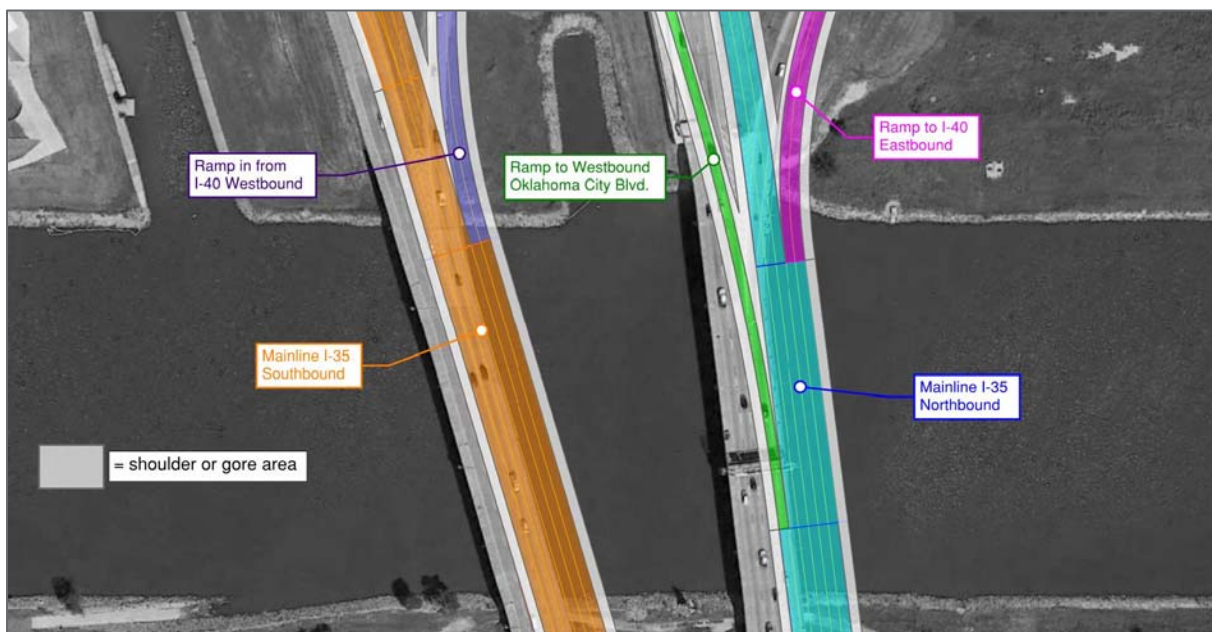 Ramp in from
I-40 Westbound
Ramp to Westbound
Oklahoma City Blvd.
Ramp to I-40
Eastbound
Mainline I-35
Southbound
Mainline I-35
Northbound
= shoulder or gore area